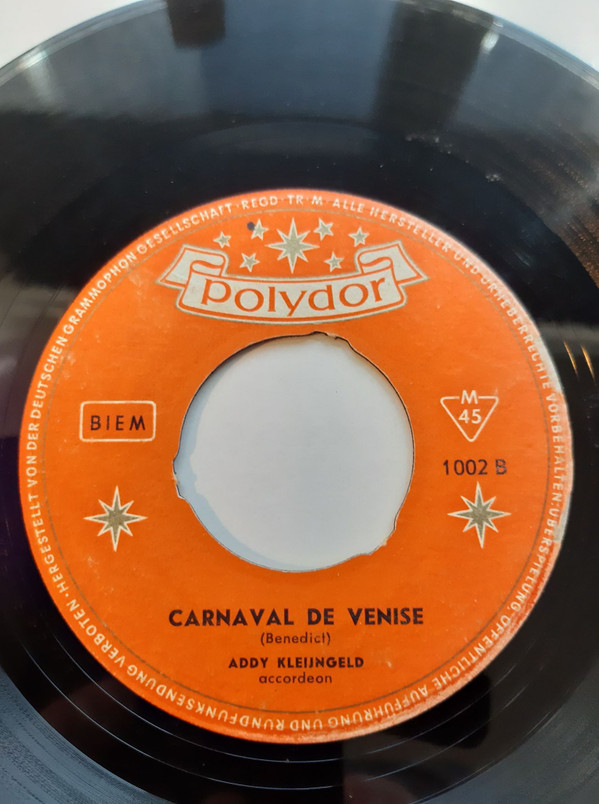 HERGESTELLT VON DER DEUTSCHEN GRAMMOPHON GESELLSCHAFT · REGD · TR · M · ALLE HERSTELLER UND URHEBERRECHTE VORBEHALTEN · ÜBERSPIELUNG · ÖFFENTLICHE AUFFÜHRUNG UND RUNDFUNKSENDUNG VERBOTEN ·
Polydor
BIEM
M
45
1002 B
CARNAVAL DE VENISE
(Benedict)
ADDY KLEIJNGELD
accordeon